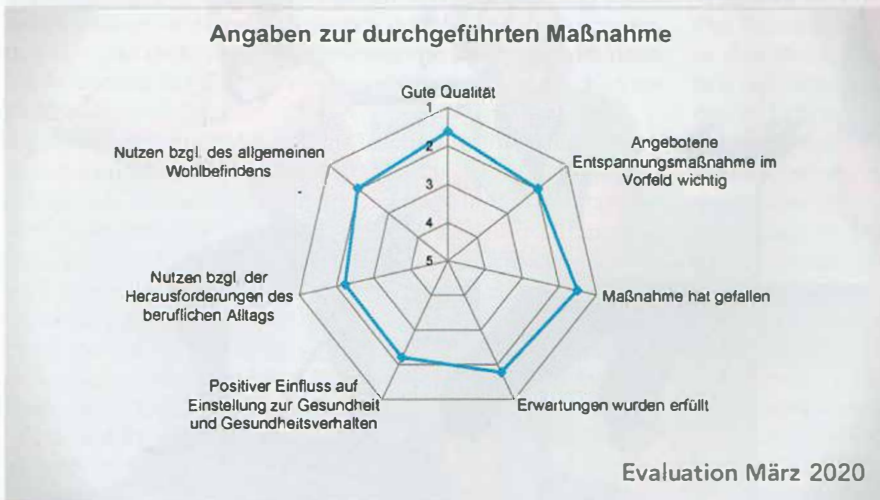 Angaben zur durchgeführten Maßnahme
Gute Qualität
1
2
3
4
5
Angebotene
Entspannungsmaßnahme im
Vorfeld wichtig
Maßnahme hat gefallen
Erwartungen wurden erfüllt
Positiver Einfluss auf
Einstellung zur Gesundheit
und Gesundheitsverhalten
Nutzen bzgl. der
Herausforderungen des
beruflichen Alltags
Nutzen bzgl. des allgemeinen
Wohlbefindens
Evaluation März 2020